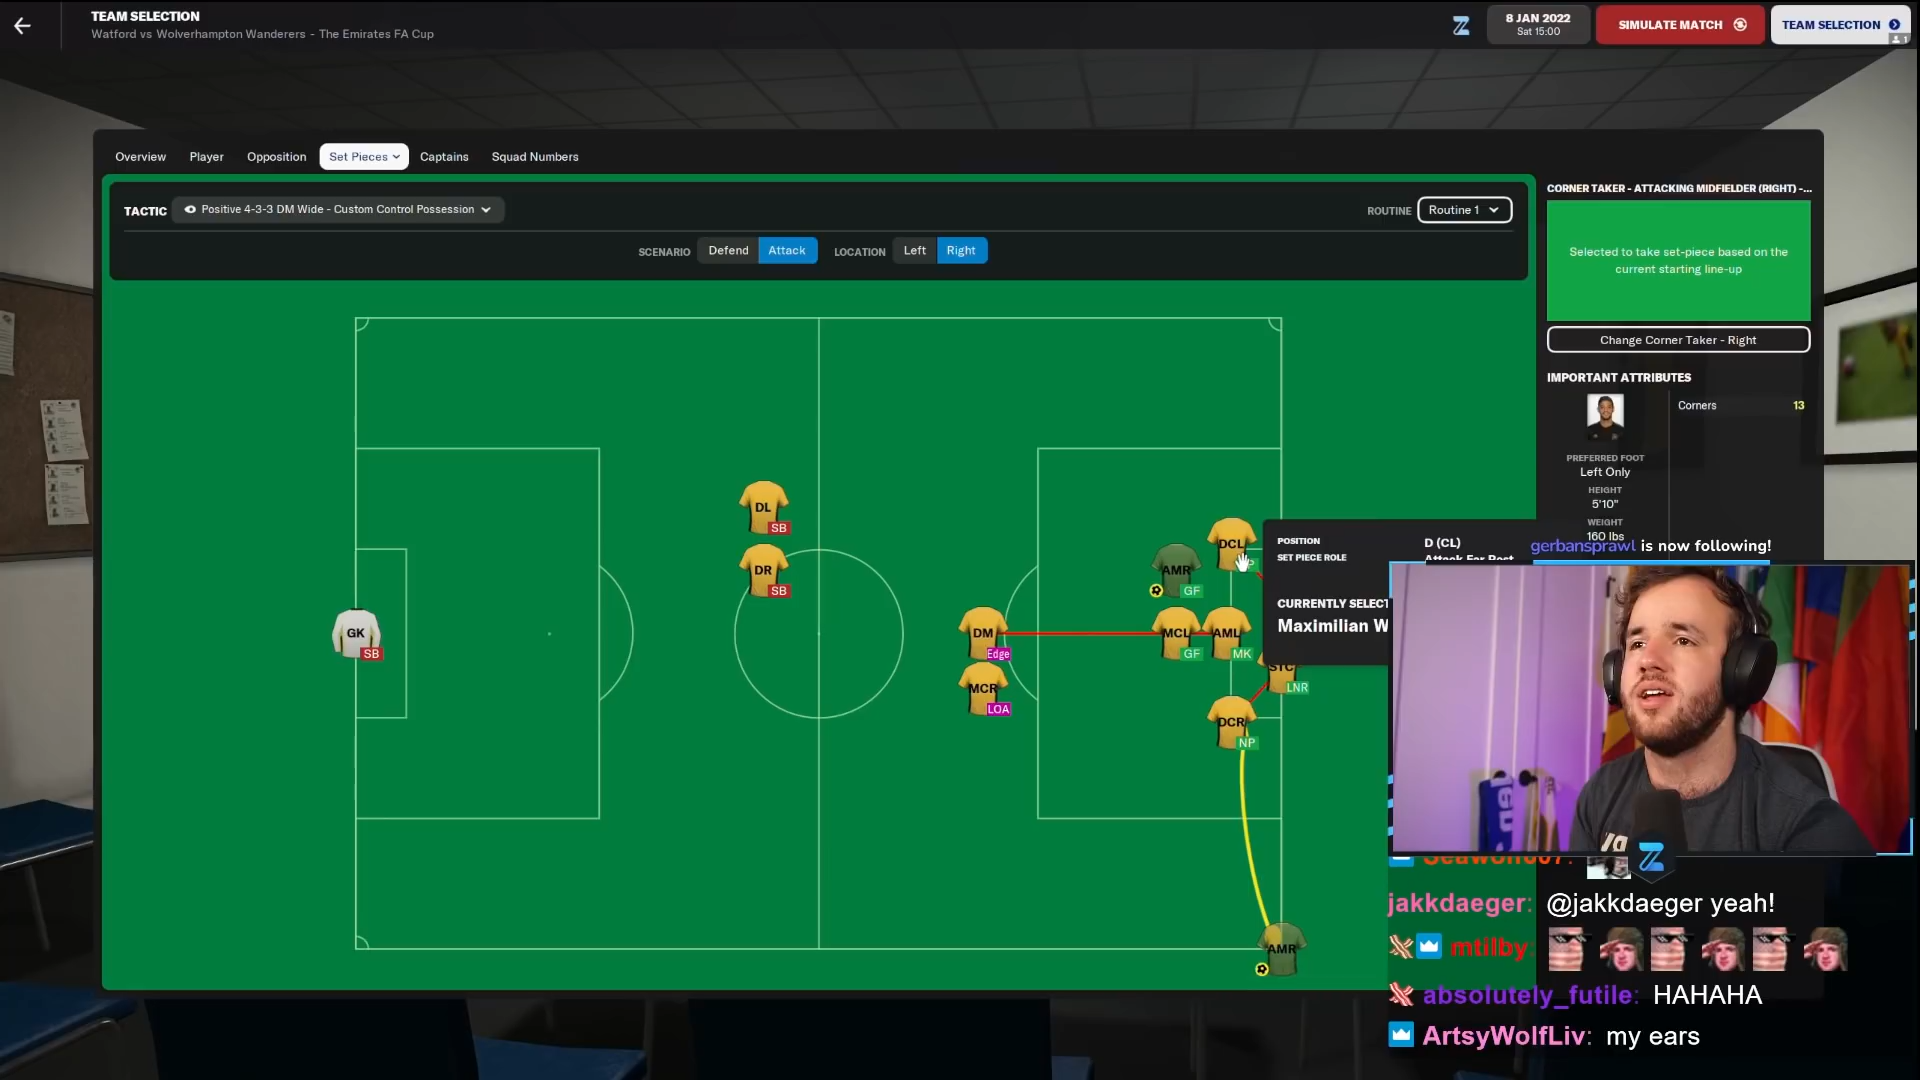 TEAM SELECTION
Watford vs Wolverhampton Wanderers - The Emirates FA Cup
8 JAN 2022
Sat 15:00
SIMULATE MATCH
TEAM SELECTION
1
Overview
Player
Opposition
Set Pieces
Captains
Squad Numbers
TACTIC
Positive 4-3-3 DM Wide - Custom Control Possession
ROUTINE
Routine 1
SCENARIO
Defend
Attack
LOCATION
Left
Right
CORNER TAKER - ATTACKING MIDFIELDER (RIGHT) -...
Selected to take set-piece based on the
current starting line-up
Change Corner Taker - Right
IMPORTANT ATTRIBUTES
Corners 13
PREFERRED FOOT
Left Only
HEIGHT
5'10"
WEIGHT
160 lbs
GK
SB
DL
SB
DR
SB
DM
Edge
MCR
LOA
AMR
GF
DCL
MCL
GF
AML
MK
STC
LNR
DCR
NP
AMR
POSITION D (CL)
SET PIECE ROLE Attack Far Post
CURRENTLY SELECT
Maximilian W
gerbansprawl is now following!
Seawolf007:
jakkdaeger: @jakkdaeger yeah!
mtilby:
absolutely_futile: HAHAHA
ArtsyWolfLiv: my ears